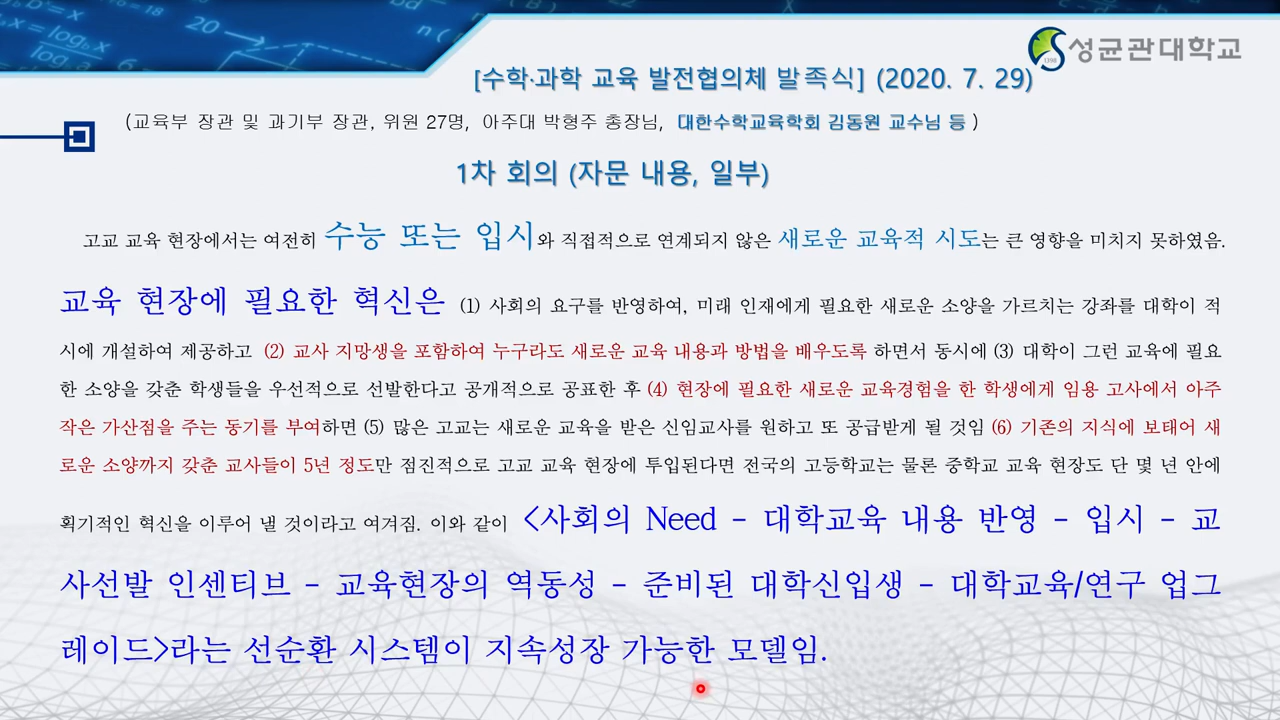 성균관대학교
1398
[수학·과학 교육 발전협의체 발족식] (2020. 7. 29)
(교육부 장관 및 과기부 장관, 위원 27명, 아주대 박형주 총장님, 대한수학교육학회 김동원 교수님 등 )
1차 회의 (자문 내용, 일부)
고교 교육 현장에서는 여전히 수능 또는 입시와 직접적으로 연계되지 않은 새로운 교육적 시도는 큰 영향을 미치지 못하였음.
교육 현장에 필요한 혁신은 (1) 사회의 요구를 반영하여, 미래 인재에게 필요한 새로운 소양을 가르치는 강좌를 대학이 적
시에 개설하여 제공하고 (2) 교사 지망생을 포함하여 누구라도 새로운 교육 내용과 방법을 배우도록 하면서 동시에 (3) 대학이 그런 교육에 필요
한 소양을 갖춘 학생들을 우선적으로 선발한다고 공개적으로 공표한 후 (4) 현장에 필요한 새로운 교육경험을 한 학생에게 임용 고사에서 아주
작은 가산점을 주는 동기를 부여하면 (5) 많은 고교는 새로운 교육을 받은 신임교사를 원하고 또 공급받게 될 것임 (6) 기존의 지식에 보태어 새
로운 소양까지 갖춘 교사들이 5년 정도만 점진적으로 고교 교육 현장에 투입된다면 전국의 고등학교는 물론 중학교 교육 현장도 단 몇 년 안에
획기적인 혁신을 이루어 낼 것이라고 여겨짐. 이와 같이 <사회의 Need - 대학교육 내용 반영 - 입시 - 교
사선발 인센티브 - 교육현장의 역동성 - 준비된 대학신입생 - 대학교육/연구 업그
레이드>라는 선순환 시스템이 지속성장 가능한 모델임.